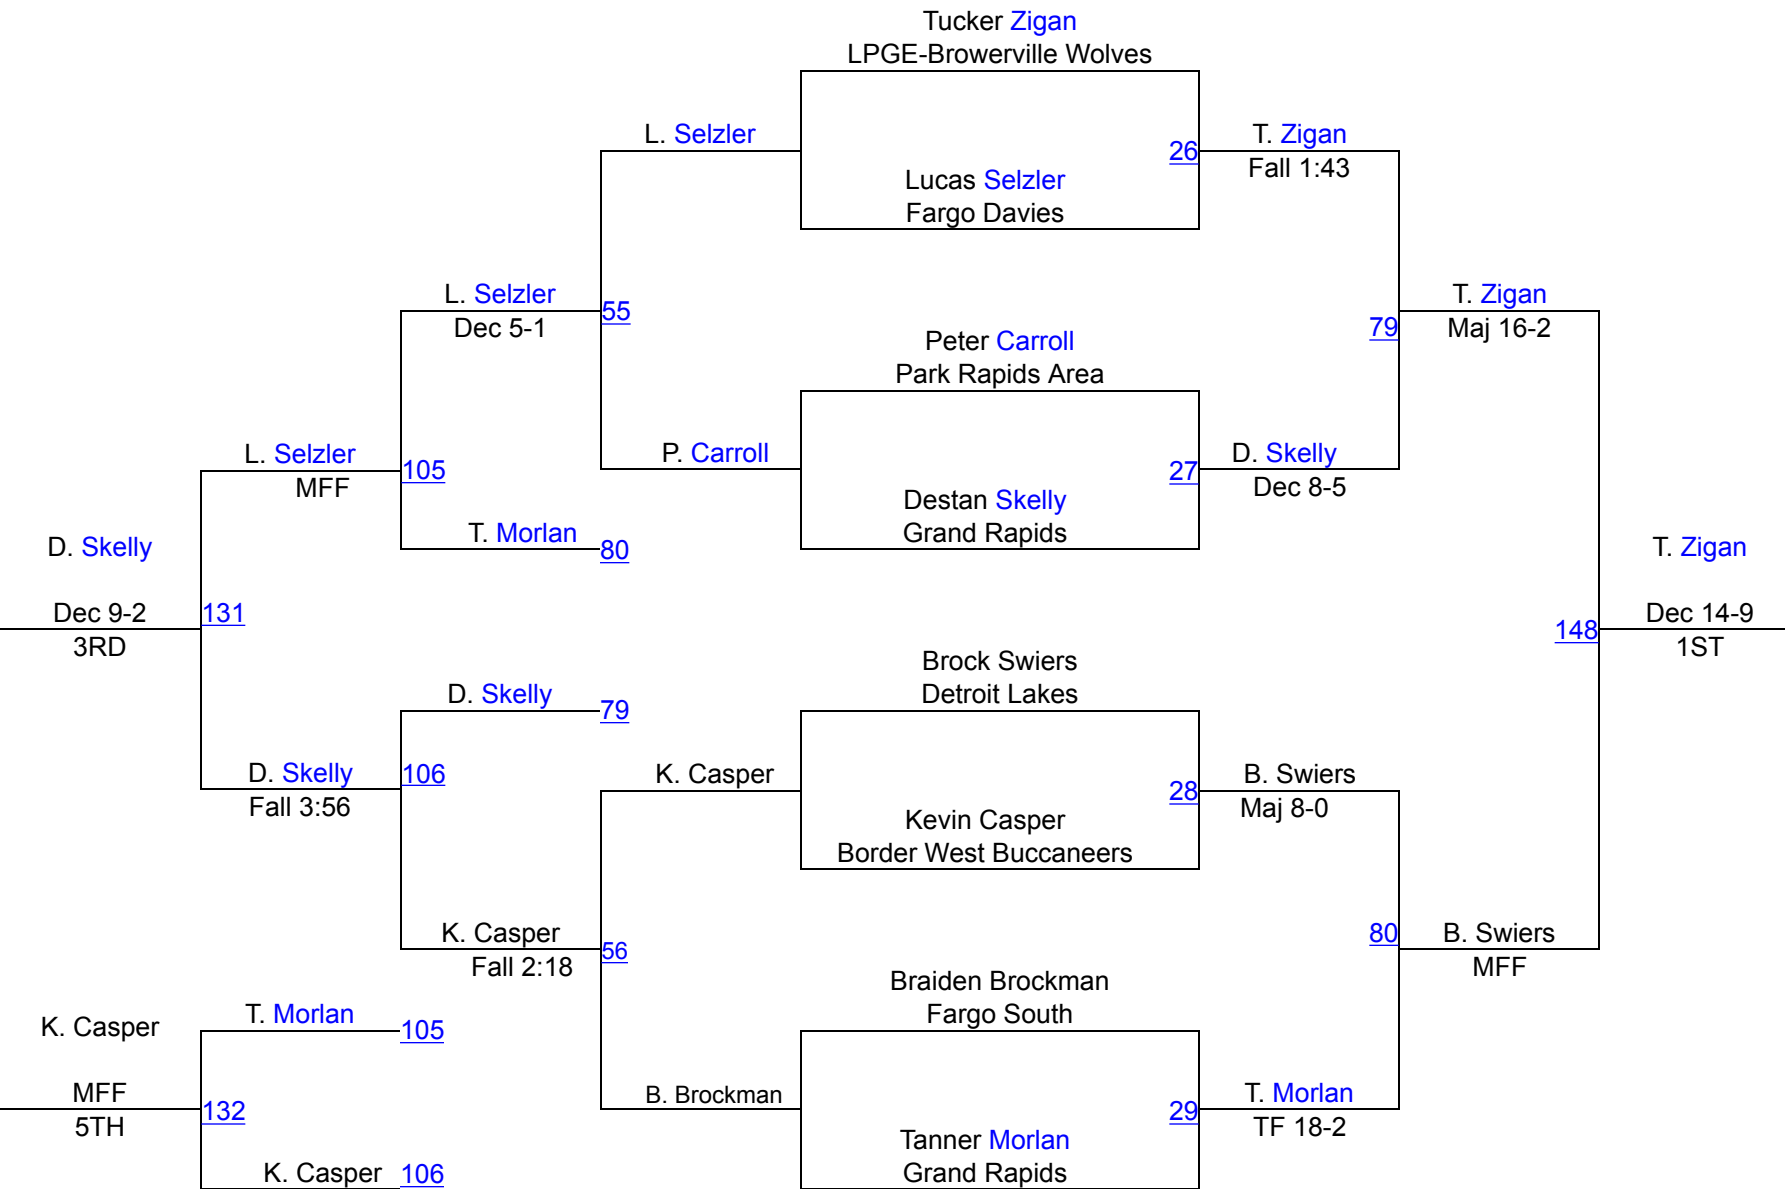 Tucker Zigan
LPGE-Browerville Wolves
L. Selzler
26
T. Zigan
Fall 1:43
Lucas Selzler
Fargo Davies
L. Selzler
Dec 5-1
55
T. Zigan
Maj 16-2
79
Peter Carroll
Park Rapids Area
L. Selzler
MFF
105
P. Carroll
27
D. Skelly
Dec 8-5
Destan Skelly
Grand Rapids
T. Morlan
80
D. Skelly
Dec 9-2
3RD
131
T. Zigan
Dec 14-9
1ST
148
Brock Swiers
Detroit Lakes
D. Skelly
79
D. Skelly
Fall 3:56
106
K. Casper
28
B. Swiers
Maj 8-0
Kevin Casper
Border West Buccaneers
K. Casper
Fall 2:18
56
80
B. Swiers
MFF
Braiden Brockman
Fargo South
K. Casper
MFF
5TH
T. Morlan
105
132
B. Brockman
29
T. Morlan
TF 18-2
Tanner Morlan
Grand Rapids
K. Casper
106